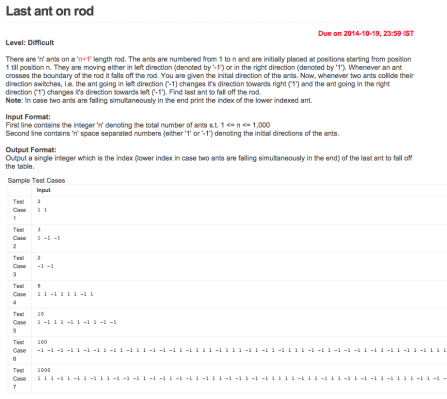 Last ant on rod
Due on 2014-10-19, 23:59 IST
Level: Difficult
There are 'n' ants on a 'n+1' length rod. The ants are numbered from 1 to n and are initially placed at positions starting from position
1 till position n. They are moving either in left direction (denoted by '-1') or in the right direction (denoted by '1'). Whenever an ant
crosses the boundary of the rod it falls off the rod. You are given the initial direction of the ants. Now, whenever two ants collide their
direction switches, i.e. the ant going in left direction ('-1) changes it's direction towards right ('1') and the ant going in the right
direction ('1') changes it's direction towards left ('-1'). Find last ant to fall off the rod.
Note: In case two ants are falling simultaneously in the end print the index of the lower indexed ant.
Input Format:
First line contains the integer 'n' denoting the total number of ants s.t. 1 <= n <= 1,000
Second line contains 'n' space separated numbers (either '1' or '-1') denoting the initial directions of the ants.
Output Format:
Output a single integer which is the index (lower index in case two ants are falling simultaneously in the end) of the last ant to fall off
the table.
Sample Test Cases
Input
Test 2
Case 1 1
1
Test 3
Case 1 -1 -1
2
Test 2
Case -1 -1
3
Test 8
Case 1 1 -1 1 1 1 -1 1
4
Test 10
Case 1 -1 1 1 -1 1 -1 1 -1 -1
5
Test 100
Case
6
Test 1000
Case
7